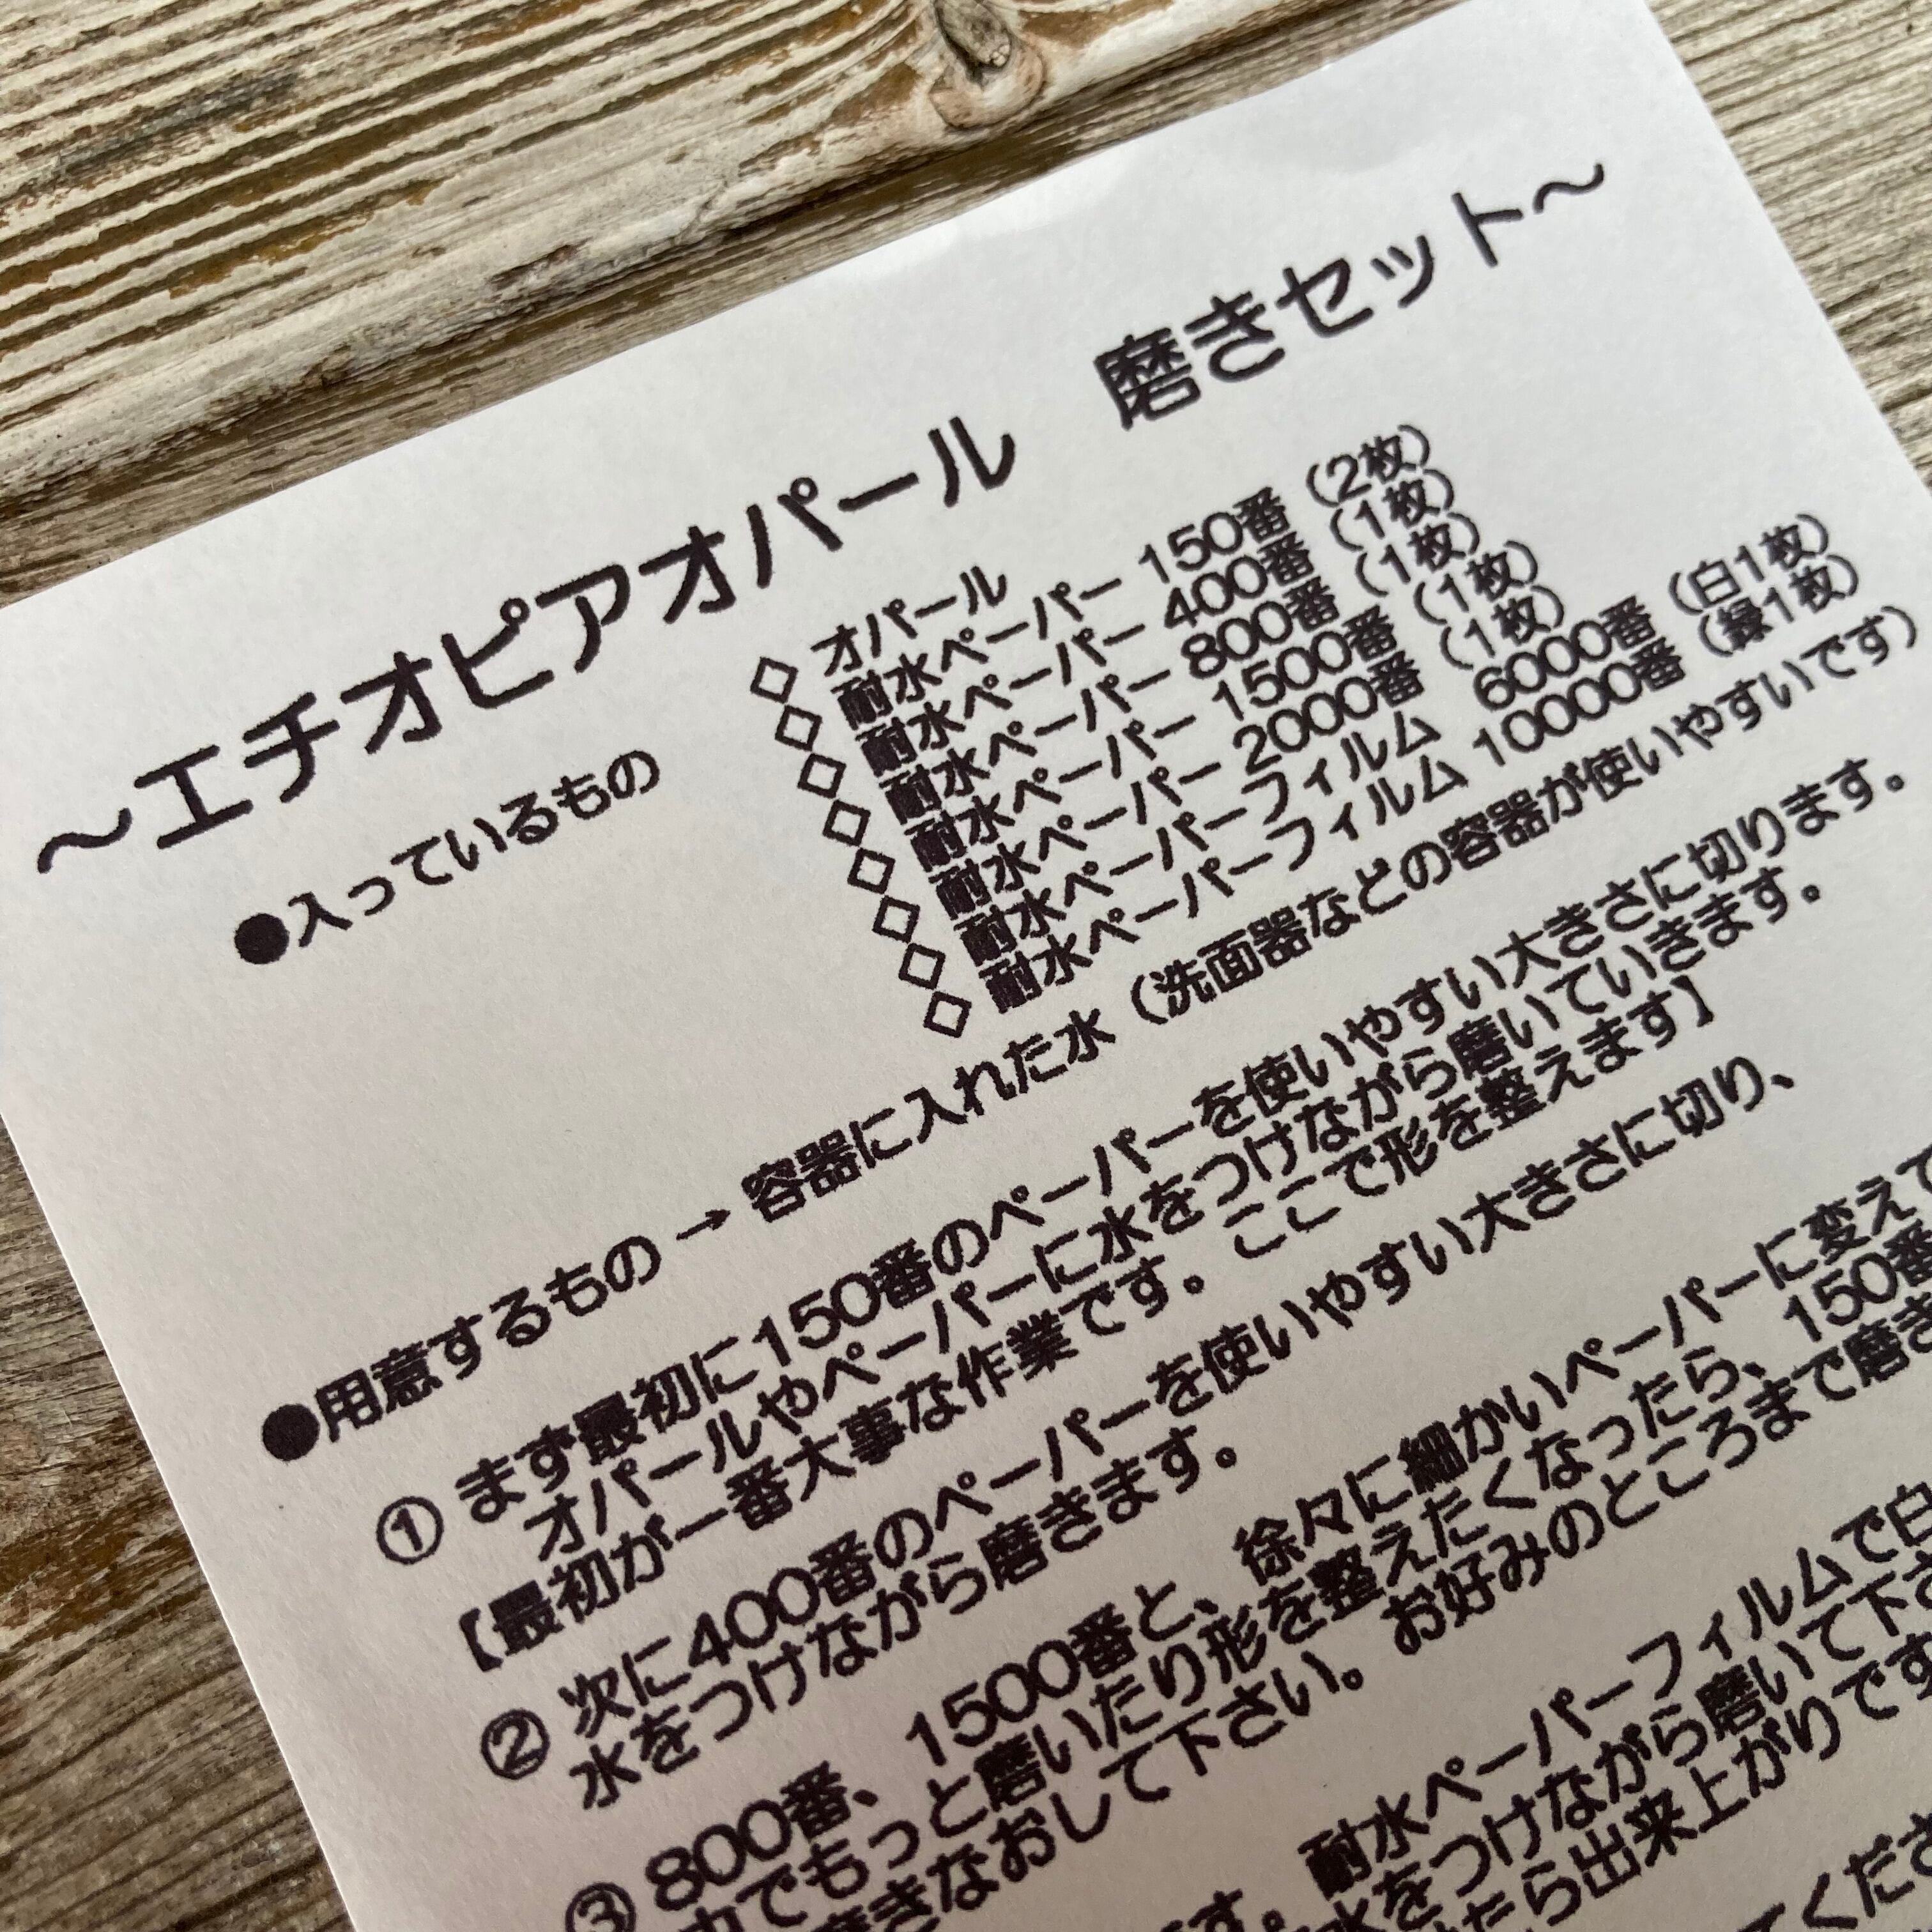 ～エチオピアオパール　磨きセット～
●入っているもの
◇ オパール
◇ 耐水ペーパー 150番（2枚）
◇ 耐水ペーパー 400番（1枚）
◇ 耐水ペーパー 800番（1枚）
◇ 耐水ペーパー 1500番（1枚）
◇ 耐水ペーパー 2000番（1枚）
◇ 耐水ペーパーフィルム 6000番（白1枚）
◇ 耐水ペーパーフィルム 10000番（緑1枚）
●用意するもの → 容器に入れた水（洗面器などの容器が使いやすいです）
① まず最初に150番のペーパーを使いやすい大きさに切ります。
オパールやペーパーに水をつけながら磨いていきます。
【最初が一番大事な作業です。ここで形を整えます】
② 次に400番のペーパーを使いやすい大きさに切り、
水をつけながら磨きます。
③ 800番、1500番と、徐々に細かいペーパーに変えて
でもっと磨いたり形を整えたくなったら、150番
きなおして下さい。お好みのところまで磨き
す。耐水ペーパーフィルムで白
水をつけながら磨いて下さ
たら出来上がりです
てくださ